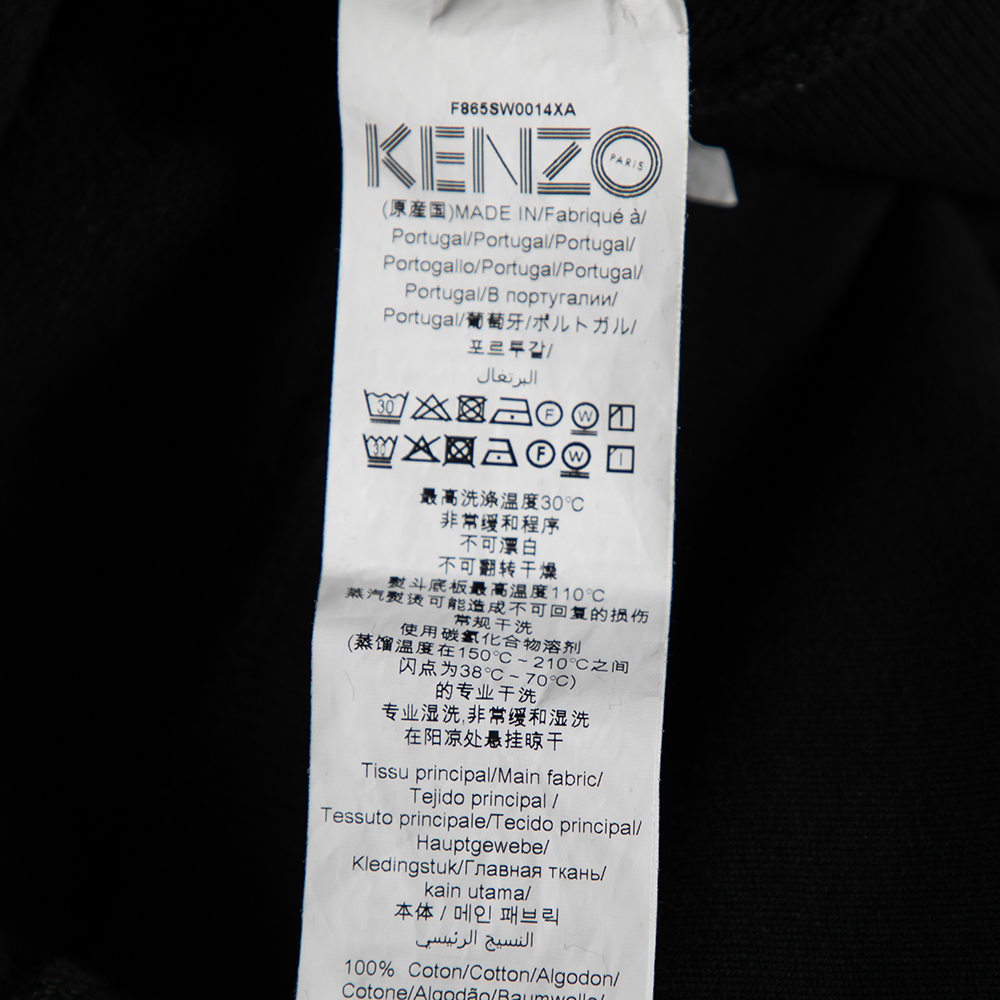 F865SW0014XA
KENZO PARIS
(原産国)MADE IN/Fabriqué à/
Portugal/Portugal/Portugal/
Portogallo/Portugal/Portugal/
Portugal/В португалии/
Portugal/葡萄牙/ポルトガル/
포르투갈/
البرتغال
30 F W
30 F W
最高洗涤温度30°C
非常缓和程序
不可漂白
不可翻转干燥
熨斗底板最高温度110°C
蒸汽熨烫可能造成不可回复的损伤
常规干洗
使用碳氢化合物溶剂
(蒸馏温度在150°C~210°C之间
闪点为38°C~70°C)
的专业干洗
专业湿洗,非常缓和湿洗
在阳凉处悬挂晾干
Tissu principal/Main fabric/
Tejido principal /
Tessuto principale/Tecido principal/
Hauptgewebe/
Kledingstuk/Главная ткань/
kain utama/
本体 / 메인 패브릭
النسيج الرئيسي
100% Coton/Cotton/Algodon/
Cotone/Algodão/Baumwolle/